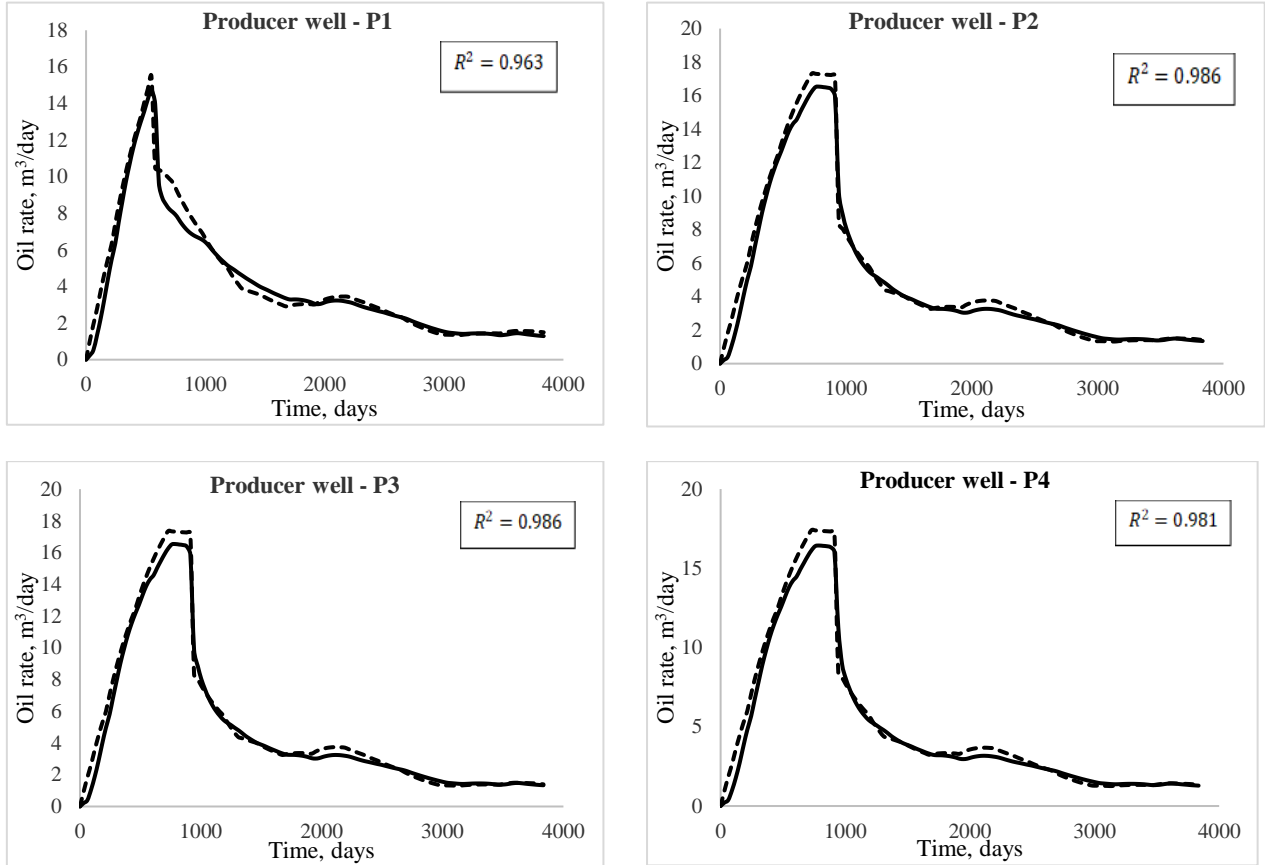 Producer well - P1
R² = 0.963
18
16
14
12
10
8
6
4
2
0
Oil rate, m³/day
0 1000 2000 3000 4000
Time, days
Producer well - P2
R² = 0.986
20
18
16
14
12
10
8
6
4
2
0
Oil rate, m³/day
0 1000 2000 3000 4000
Time, days
Producer well - P3
R² = 0.986
20
18
16
14
12
10
8
6
4
2
0
Oil rate, m³/day
0 1000 2000 3000 4000
Time, days
Producer well - P4
R² = 0.981
20
15
10
5
0
Oil rate, m³/day
0 1000 2000 3000 4000
Time, days